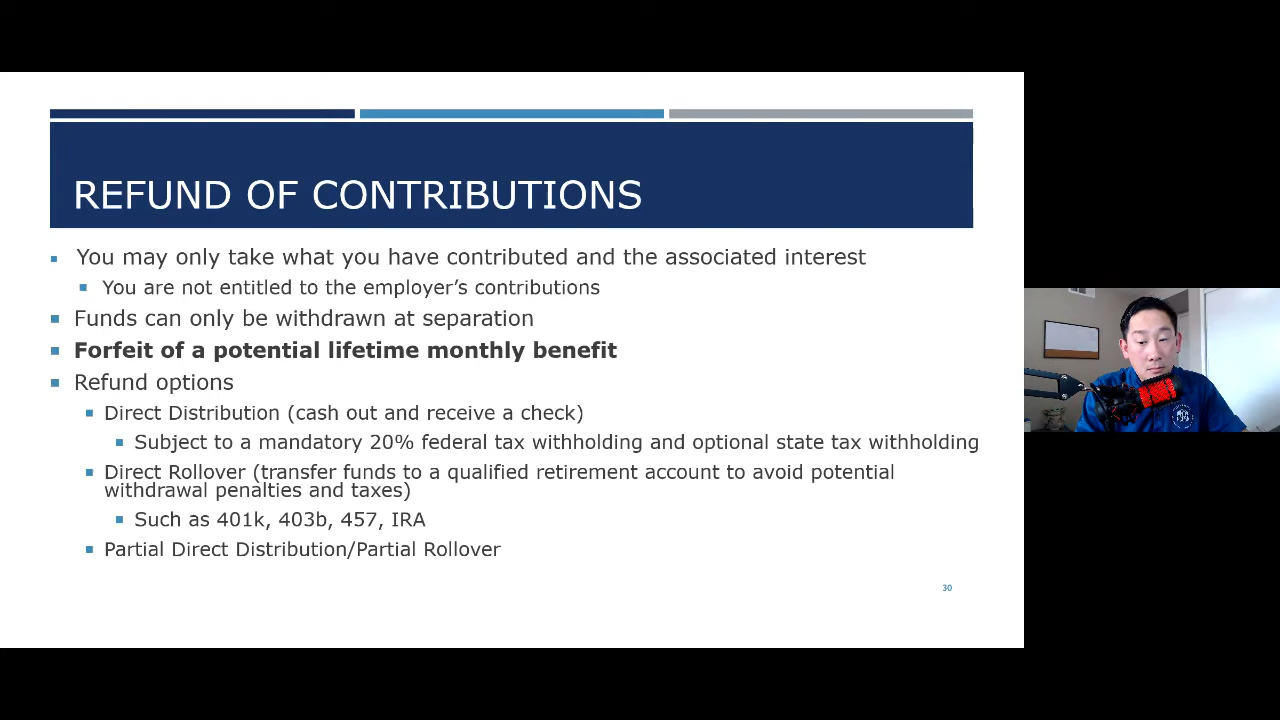 REFUND OF CONTRIBUTIONS
You may only take what you have contributed and the associated interest
You are not entitled to the employer's contributions
Funds can only be withdrawn at separation
Forfeit of a potential lifetime monthly benefit
Refund options
Direct Distribution (cash out and receive a check)
Subject to a mandatory 20% federal tax withholding and optional state tax withholding
Direct Rollover (transfer funds to a qualified retirement account to avoid potential
withdrawal penalties and taxes)
Such as 401k, 403b, 457, IRA
Partial Direct Distribution/Partial Rollover
30